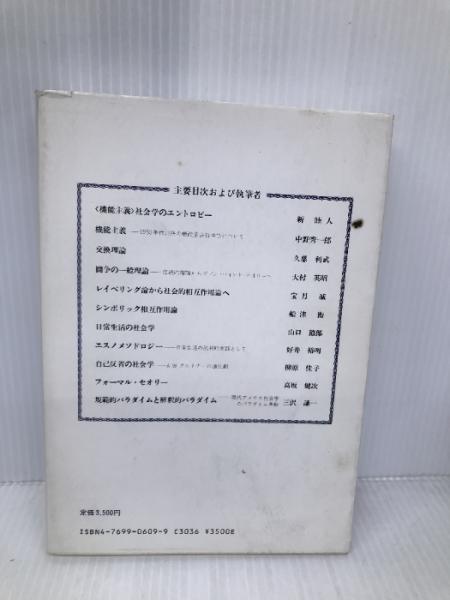 主要目次および執筆者
〈機能主義〉社会学のエントロピー 新 睦人
機能主義 中野秀一郎
交換理論 久慈利武
闘争の一般理論 大村英昭
レイベリング論から社会的相互作用論へ 宝月 誠
シンボリック相互作用論 船津 衛
日常生活の社会学 山口節郎
エスノメソドロジー 好井裕明
自己反省の社会学 柳原佳子
フォーマル・セオリー 高坂健次
規範的パラダイムと解釈的パラダイム 三沢謙一
定価3,500円
ISBN4-7699-0609-9 C3036 ¥3500E